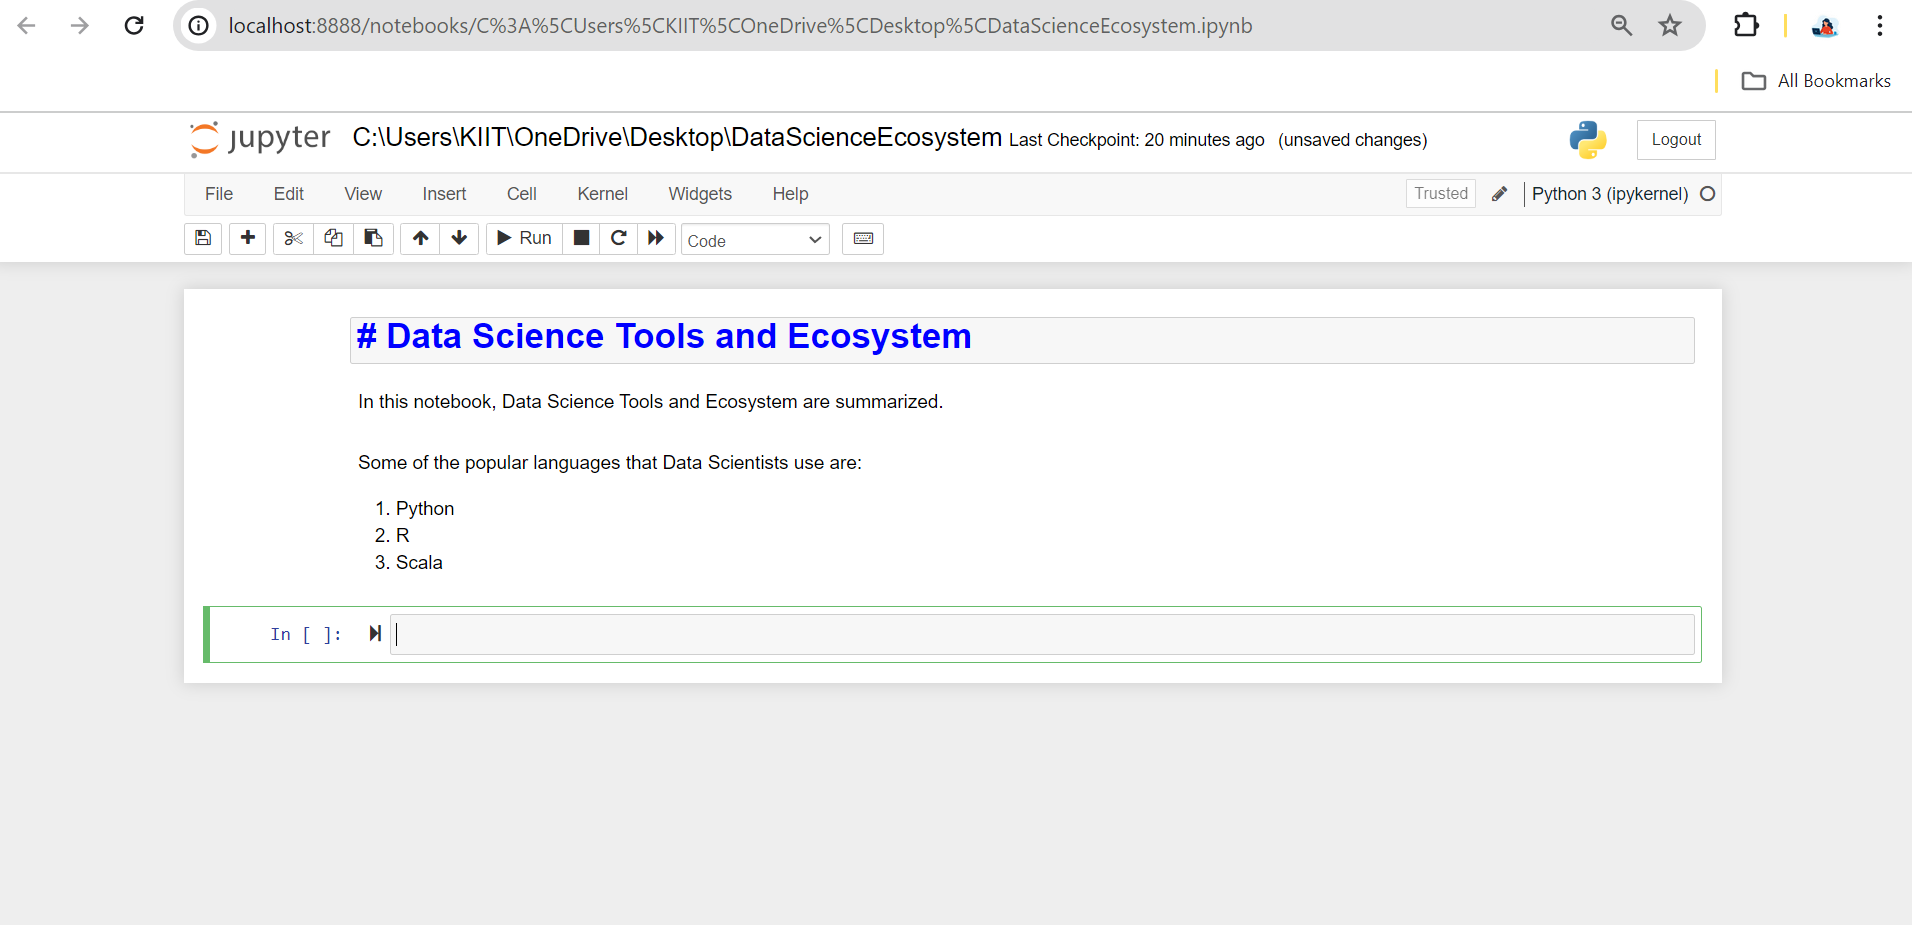 localhost:8888/notebooks/C%3A%5CUsers%5CKIIT%5COneDrive%5CDesktop%5CDataScienceEcosystem.ipynb
All Bookmarks
jupyter C:\Users\KIIT\OneDrive\Desktop\DataScienceEcosystem Last Checkpoint: 20 minutes ago (unsaved changes) Logout
File Edit View Insert Cell Kernel Widgets Help Trusted Python 3 (ipykernel)
Run Code
# Data Science Tools and Ecosystem
In this notebook, Data Science Tools and Ecosystem are summarized.
Some of the popular languages that Data Scientists use are:
1. Python
2. R
3. Scala
In [ ]: